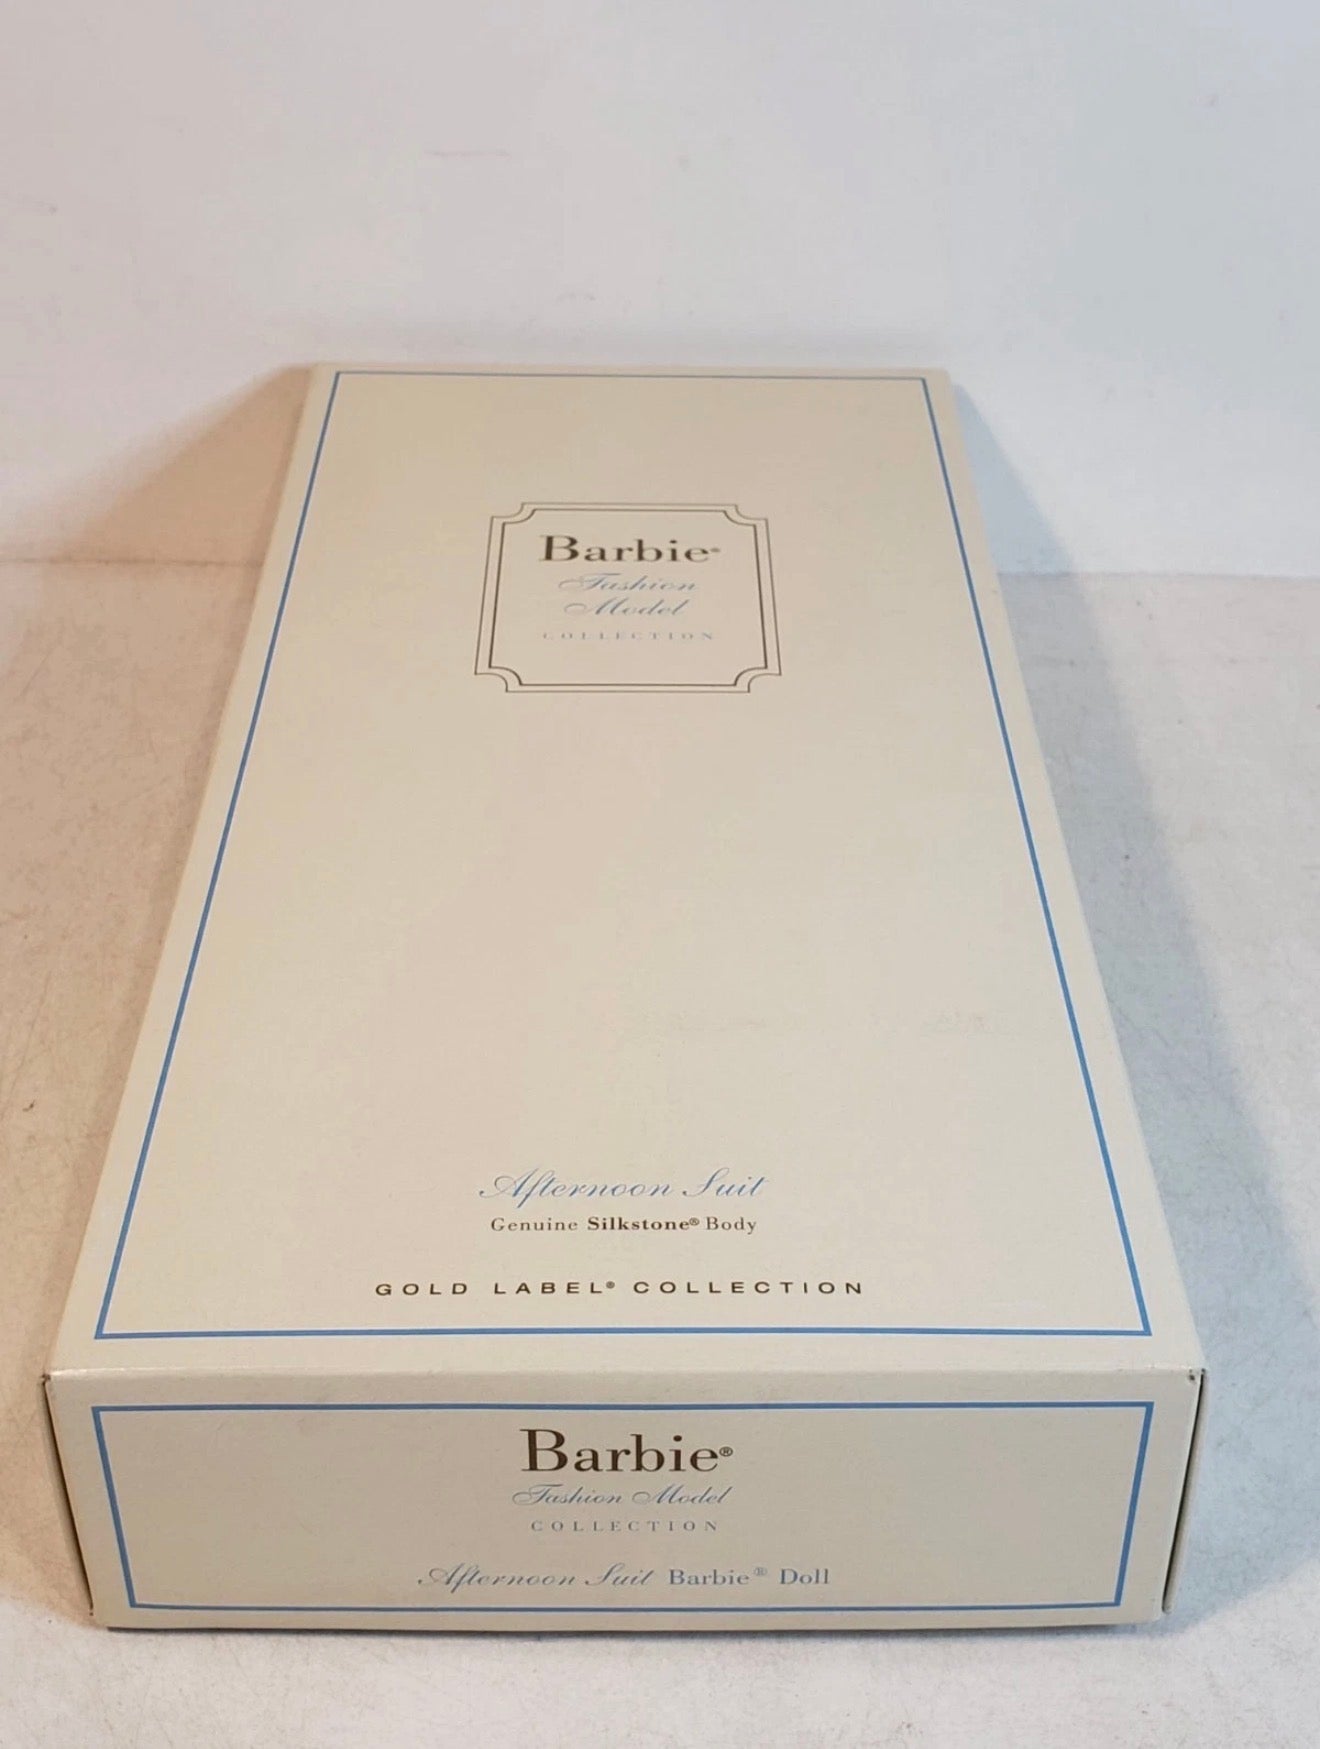 Barbie®
Fashion
Model
COLLECTION
Afternoon Suit
Genuine Silkstone® Body
GOLD LABEL® COLLECTION
Barbie®
Fashion Model
COLLECTION
Afternoon Suit Barbie® Doll